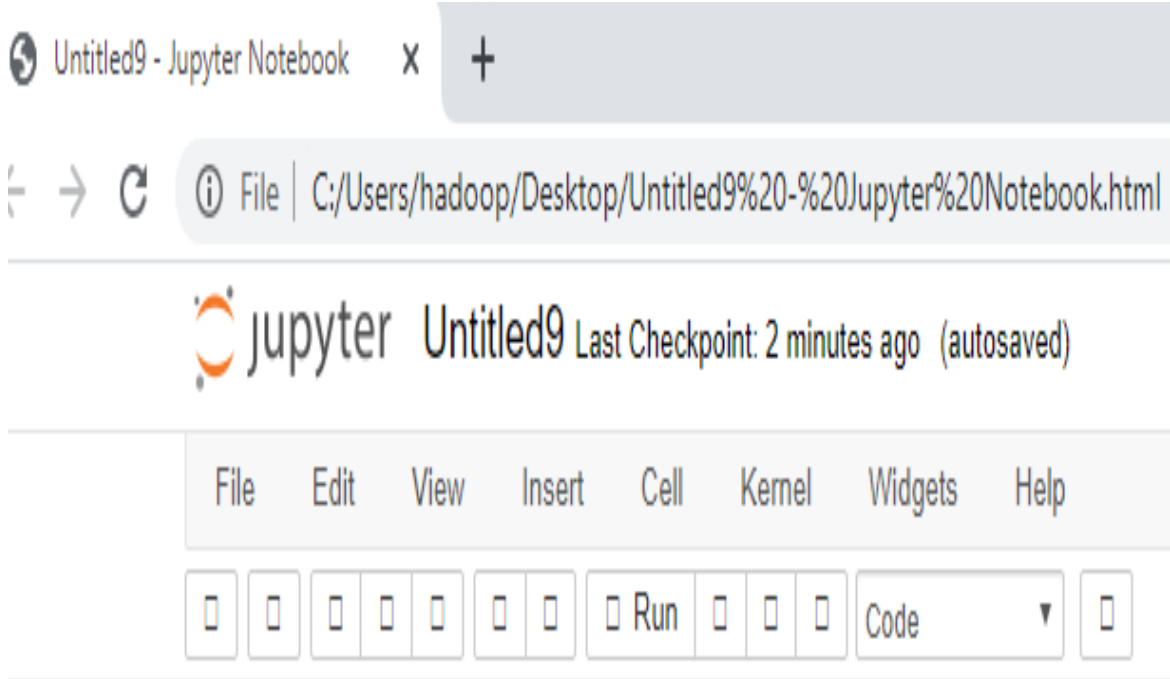 Untitled9 - Jupyter Notebook
File C:/Users/hadoop/Desktop/Untitled9%20-%20Jupyter%20Notebook.html
jupyter Untitled9 Last Checkpoint: 2 minutes ago (autosaved)
File Edit View Insert Cell Kernel Widgets Help
Run Code